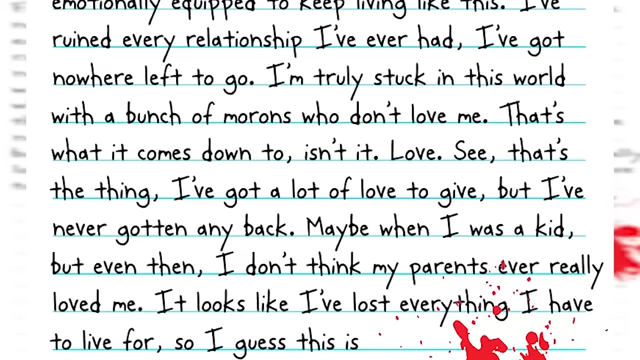 emotionally equipped to keep living like this. I've
ruined every relationship I've ever had, I've got
nowhere left to go. I'm truly stuck in this world
with a bunch of morons who don't love me. That's
what it comes down to, isn't it. Love. See, that's
the thing, I've got a lot of love to give, but I've
never gotten any back. Maybe when I was a kid,
but even then, I don't think my parents ever really
loved me. It looks like I've lost everything I have
to live for, so I guess this is